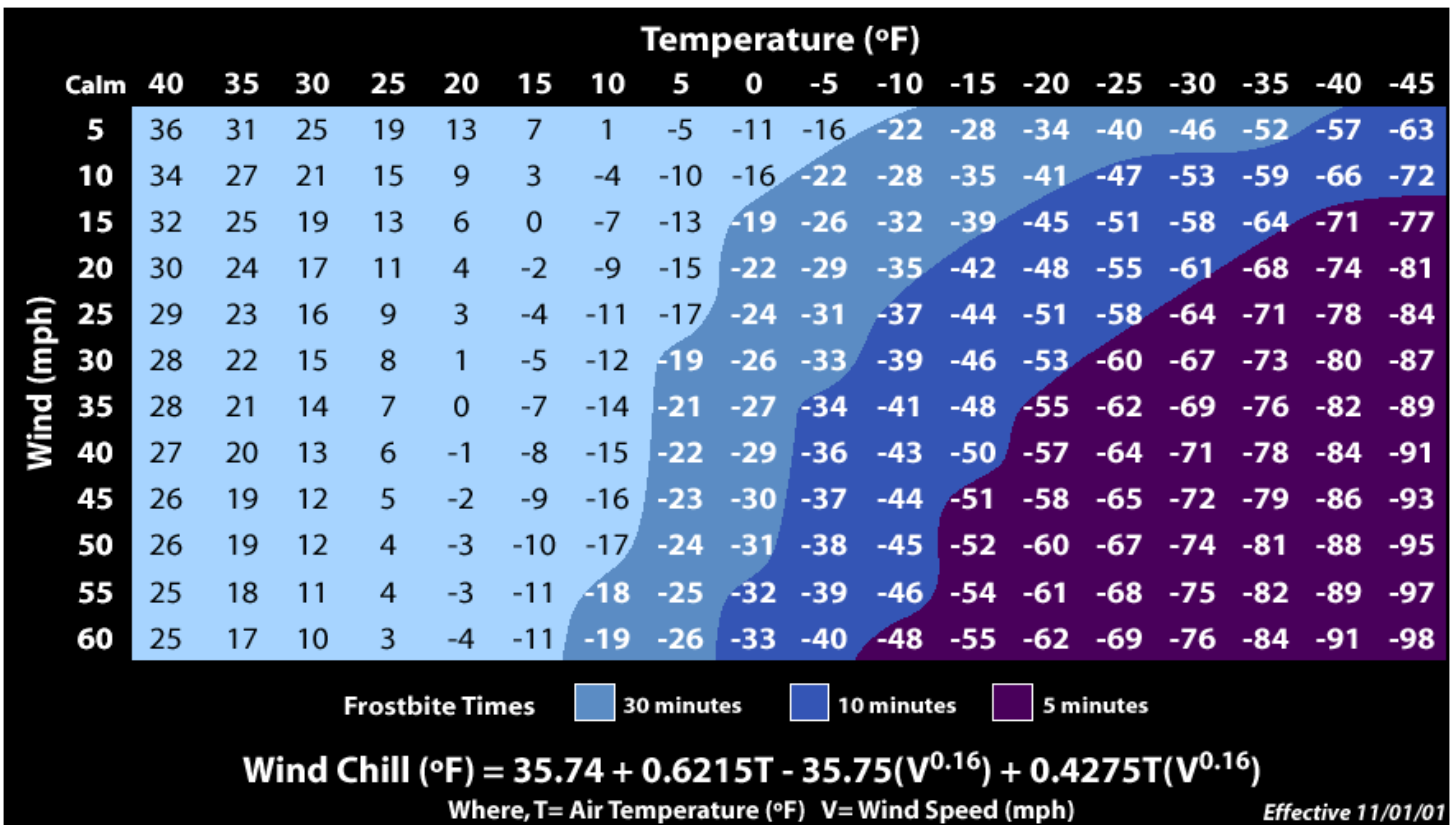 Temperature (ºF)
Calm 40 35 30 25 20 15 10 5 0 -5 -10 -15 -20 -25 -30 -35 -40 -45
5 36 31 25 19 13 7 1 -5 -11 -16 -22 -28 -34 -40 -46 -52 -57 -63
10 34 27 21 15 9 3 -4 -10 -16 -22 -28 -35 -41 -47 -53 -59 -66 -72
15 32 25 19 13 6 0 -7 -13 -19 -26 -32 -39 -45 -51 -58 -64 -71 -77
20 30 24 17 11 4 -2 -9 -15 -22 -29 -35 -42 -48 -55 -61 -68 -74 -81
25 29 23 16 9 3 -4 -11 -17 -24 -31 -37 -44 -51 -58 -64 -71 -78 -84
30 28 22 15 8 1 -5 -12 -19 -26 -33 -39 -46 -53 -60 -67 -73 -80 -87
35 28 21 14 7 0 -7 -14 -21 -27 -34 -41 -48 -55 -62 -69 -76 -82 -89
40 27 20 13 6 -1 -8 -15 -22 -29 -36 -43 -50 -57 -64 -71 -78 -84 -91
45 26 19 12 5 -2 -9 -16 -23 -30 -37 -44 -51 -58 -65 -72 -79 -86 -93
50 26 19 12 4 -3 -10 -17 -24 -31 -38 -45 -52 -60 -67 -74 -81 -88 -95
55 25 18 11 4 -3 -11 -18 -25 -32 -39 -46 -54 -61 -68 -75 -82 -89 -97
60 25 17 10 3 -4 -11 -19 -26 -33 -40 -48 -55 -62 -69 -76 -84 -91 -98
Wind (mph)
Frostbite Times 30 minutes 10 minutes 5 minutes
Wind Chill (ºF) = 35.74 + 0.6215T - 35.75(V^0.16) + 0.4275T(V^0.16)
Where, T= Air Temperature (ºF) V= Wind Speed (mph) Effective 11/01/01